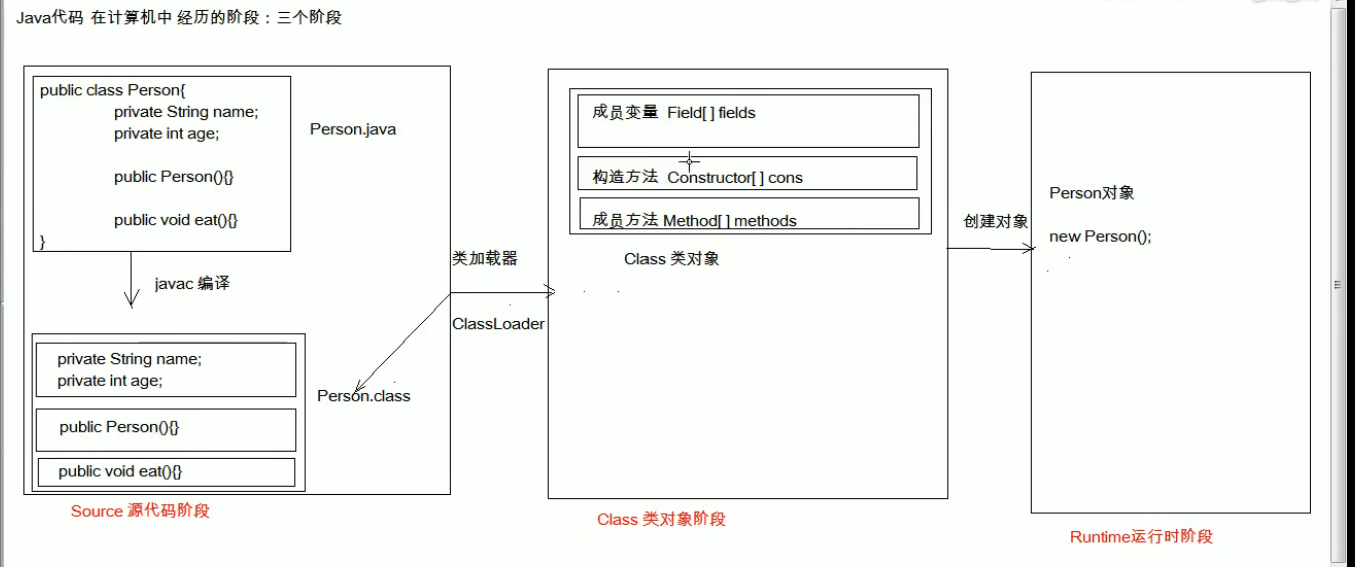 Java代码 在计算机中 经历的阶段：三个阶段
public class Person{
private String name;
private int age;
public Person(){}
public void eat(){}
}
Person.java
javac 编译
private String name;
private int age;
public Person(){}
public void eat(){}
Person.class
Source 源代码阶段
类加载器
ClassLoader
成员变量 Field[ ] fields
构造方法 Constructor[ ] cons
成员方法 Method[ ] methods
Class 类对象
Class 类对象阶段
创建对象
Person对象
new Person();
Runtime运行时阶段